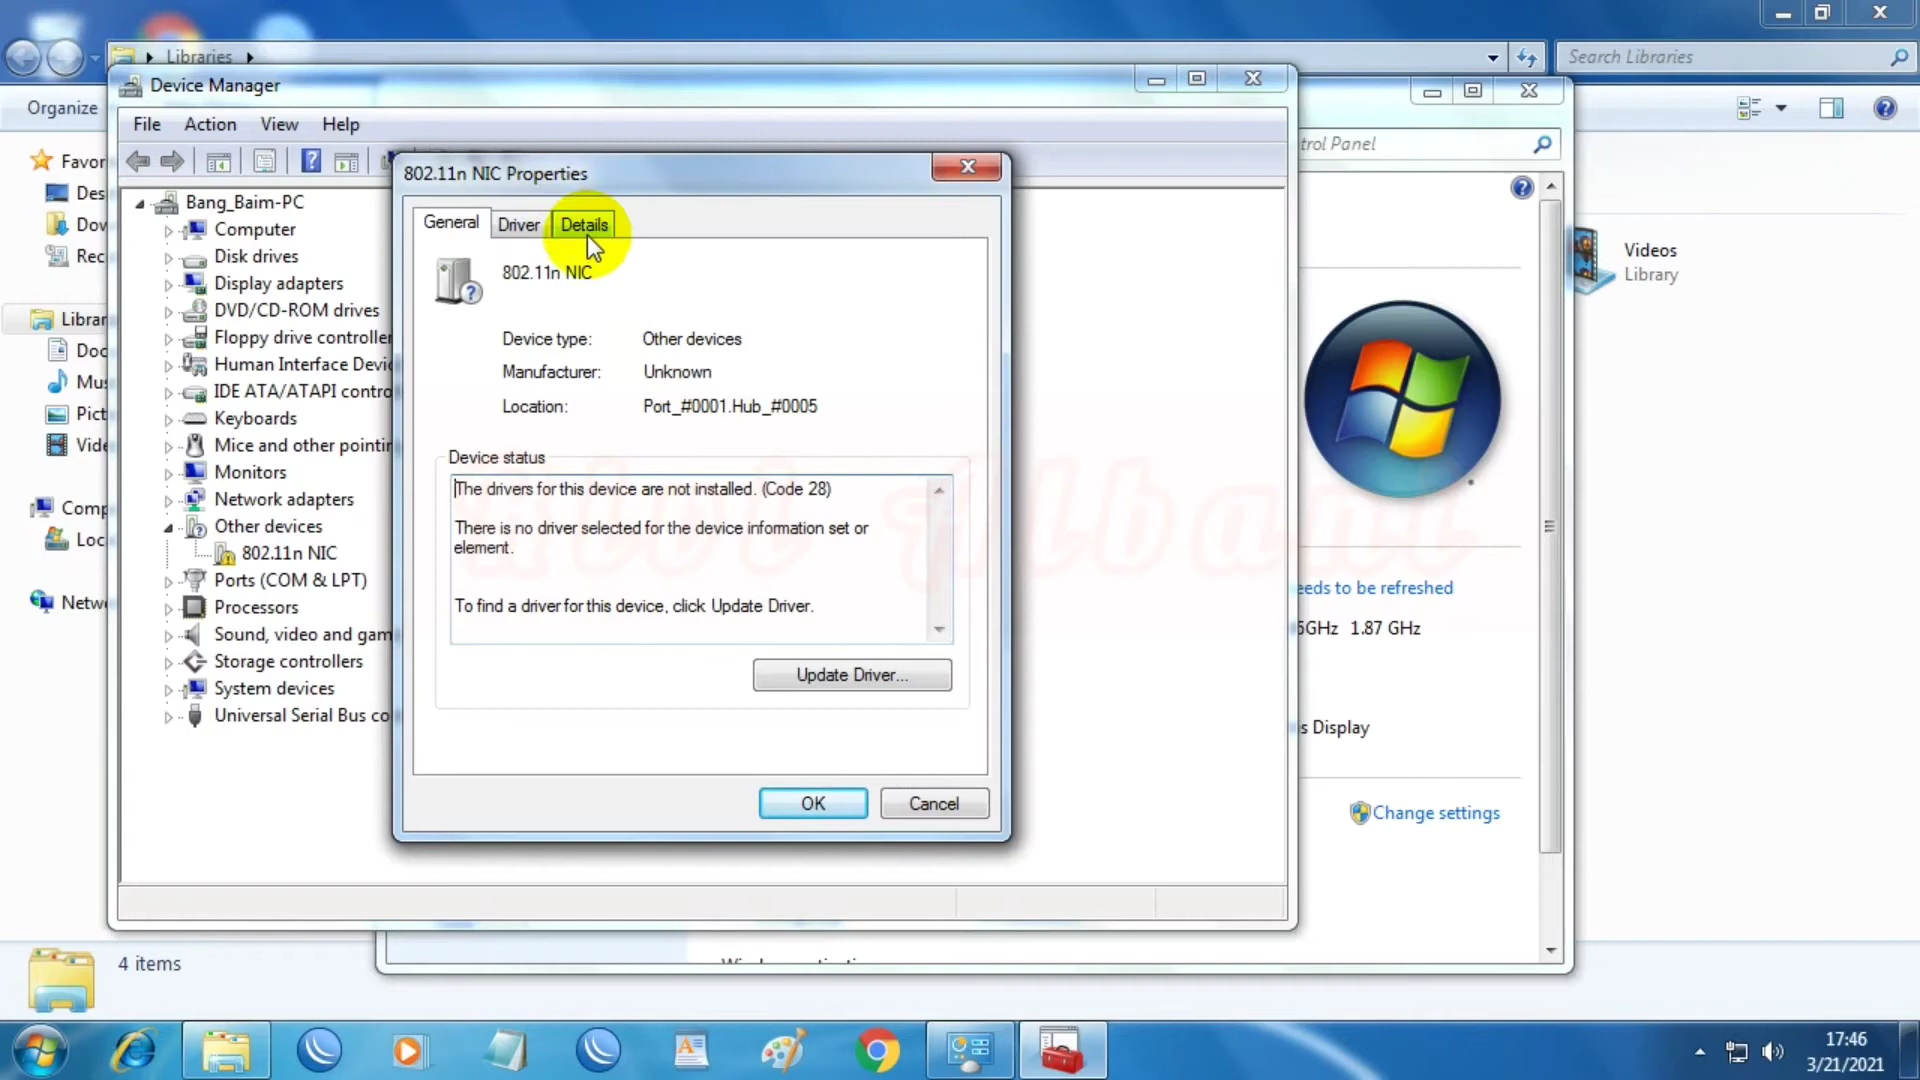 Libraries
Search Libraries
Device Manager
Organize
File Action View Help
trol Panel
Favor
Des
Dow
Rec
Librar
Doc
Mus
Pict
Vide
Comp
Loc
Netwo
Bang_Baim-PC
Computer
Disk drives
Display adapters
DVD/CD-ROM drives
Floppy drive controller
Human Interface Devic
IDE ATA/ATAPI contro
Keyboards
Mice and other pointin
Monitors
Network adapters
Other devices
802.11n NIC
Ports (COM & LPT)
Processors
Sound, video and gam
Storage controllers
System devices
Universal Serial Bus co
802.11n NIC Properties
General Driver Details
802.11n NIC
Device type: Other devices
Manufacturer: Unknown
Location: Port_#0001.Hub_#0005
Device status
The drivers for this device are not installed. (Code 28)
There is no driver selected for the device information set or
element.
To find a driver for this device, click Update Driver.
Update Driver...
OK Cancel
Videos
Library
eeds to be refreshed
5GHz 1.87 GHz
s Display
Change settings
4 items
17:46
3/21/2021